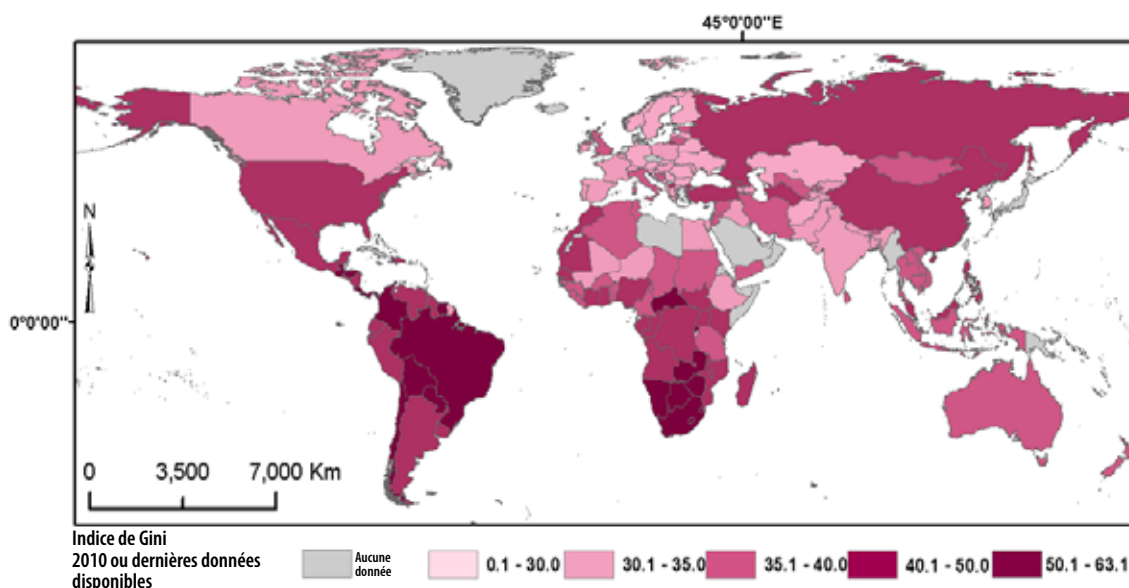 45°0'0''E
N
0°0'0''
0 3,500 7,000 Km
Indice de Gini
2010 ou dernières données
disponibles
Aucune
donnée
0.1 - 30.0
30.1 - 35.0
35.1 - 40.0
40.1 - 50.0
50.1 - 63.1